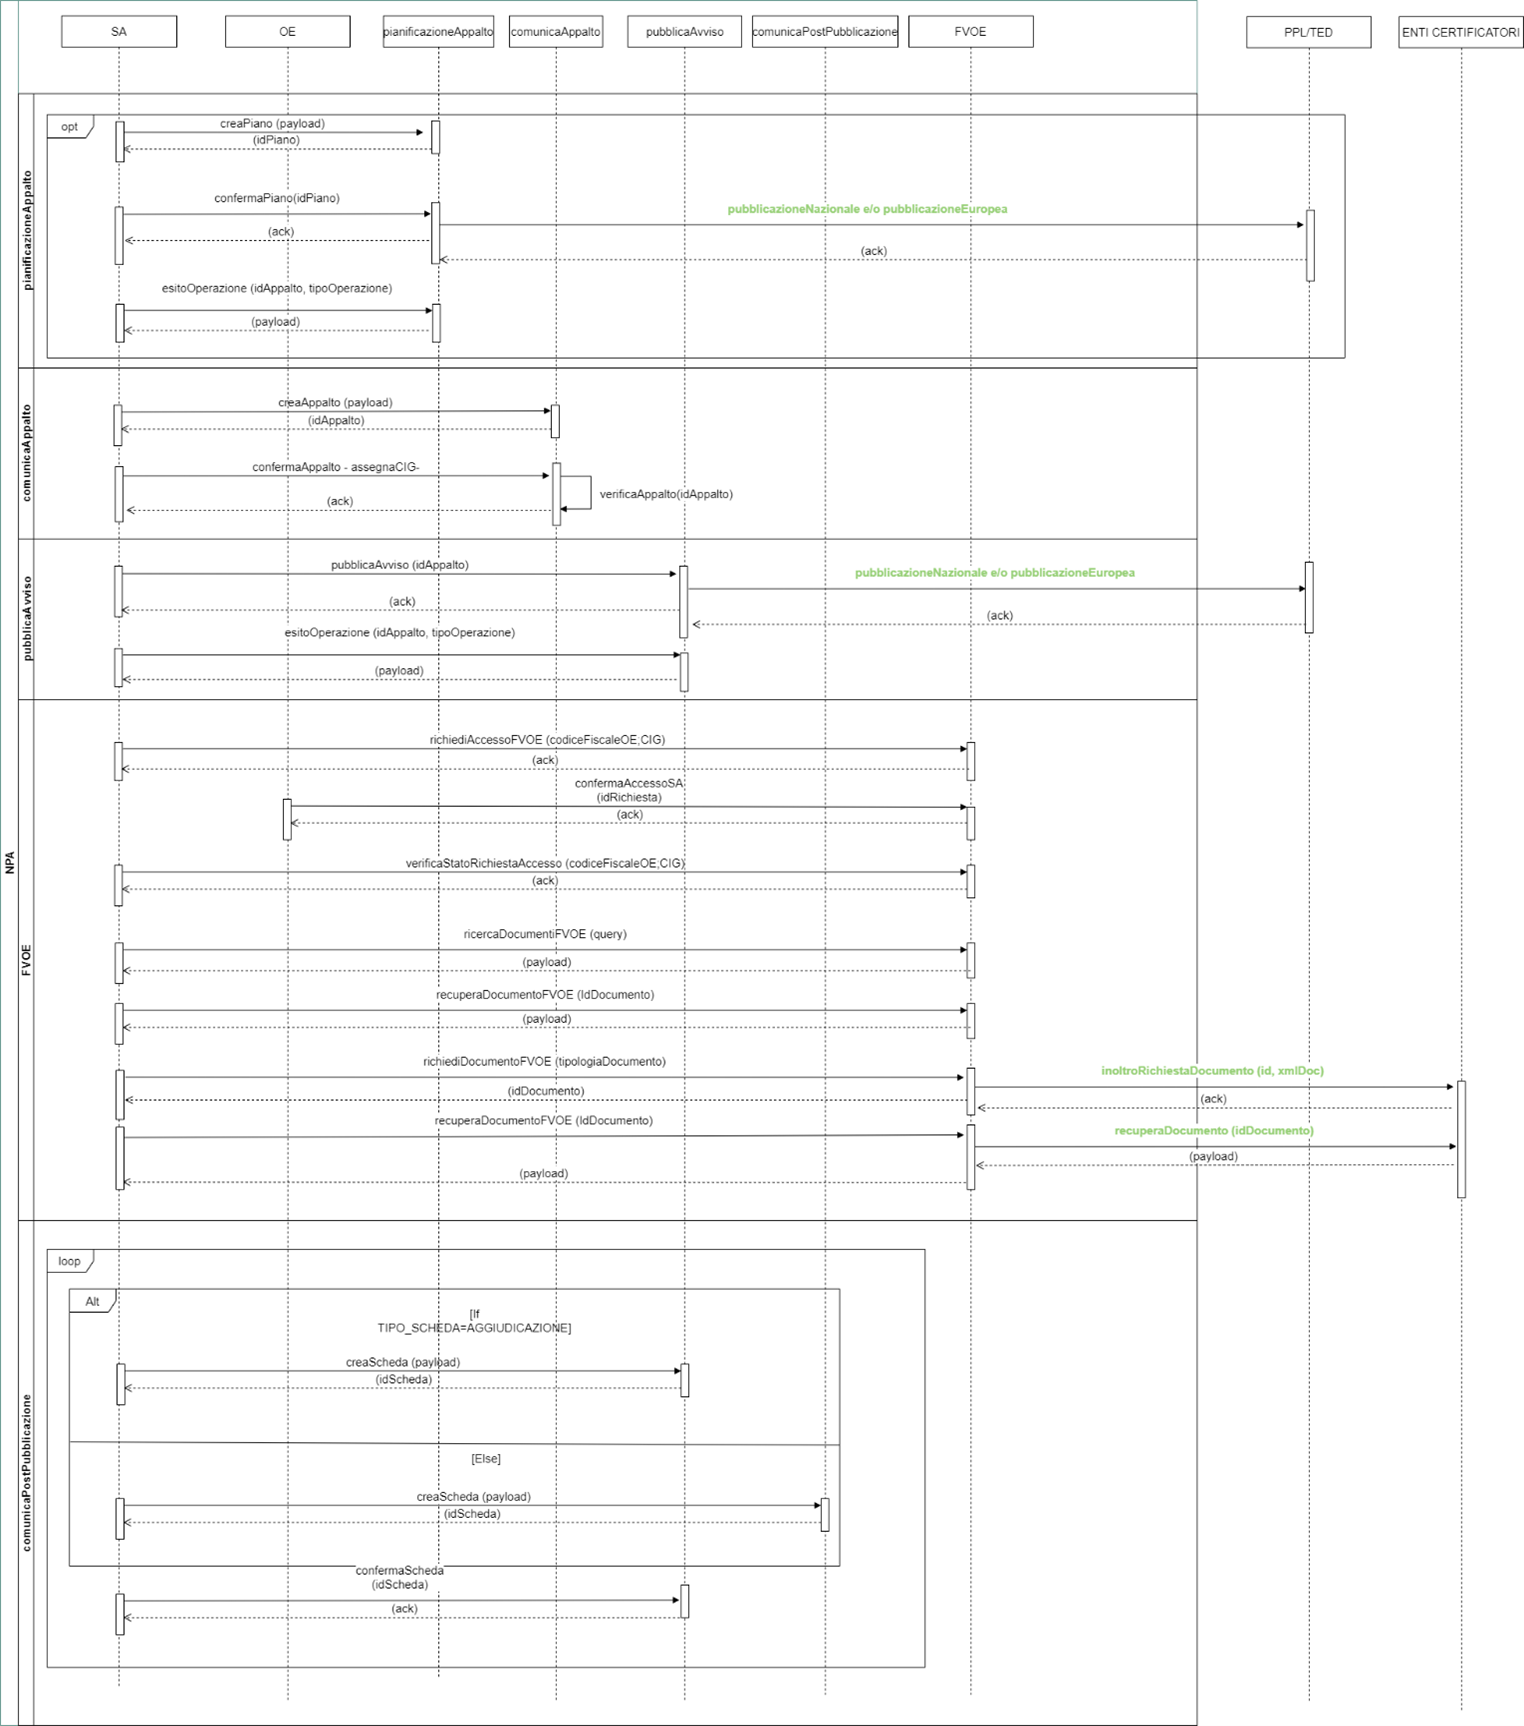 SA
OE
pianificazioneAppalto
comunicaAppalto
pubblicaAvviso
comunicaPostPubblicazione
FVOE
PPL/TED
ENTI CERTIFICATORI
NPA
pianificazioneAppalto
opt
creaPiano (payload)
(idPiano)
confermaPiano(idPiano)
(ack)
pubblicazioneNazionale e/o pubblicazioneEuropea
(ack)
esitoOperazione (idAppalto, tipoOperazione)
(payload)
comunicaAppalto
creaAppalto (payload)
(idAppalto)
confermaAppalto - assegnaCIG-
(ack)
verificaAppalto(idAppalto)
pubblicaAvviso
pubblicaAvviso (idAppalto)
(ack)
pubblicazioneNazionale e/o pubblicazioneEuropea
(ack)
esitoOperazione (idAppalto, tipoOperazione)
(payload)
FVOE
richiediAccessoFVOE (codiceFiscaleOE;CIG)
(ack)
confermaAccessoSA
(idRichiesta)
(ack)
verificaStatoRichiestaAccesso (codiceFiscaleOE;CIG)
(ack)
ricercaDocumentiFVOE (query)
(payload)
recuperaDocumentoFVOE (IdDocumento)
(payload)
richiediDocumentoFVOE (tipologiaDocumento)
(idDocumento)
inoltroRichiestaDocumento (id, xmlDoc)
(ack)
recuperaDocumentoFVOE (IdDocumento)
(payload)
recuperaDocumento (idDocumento)
(payload)
comunicaPostPubblicazione
loop
Alt
[If
TIPO_SCHEDA=AGGIUDICAZIONE]
creaScheda (payload)
(idScheda)
[Else]
creaScheda (payload)
(idScheda)
confermaScheda
(idScheda)
(ack)